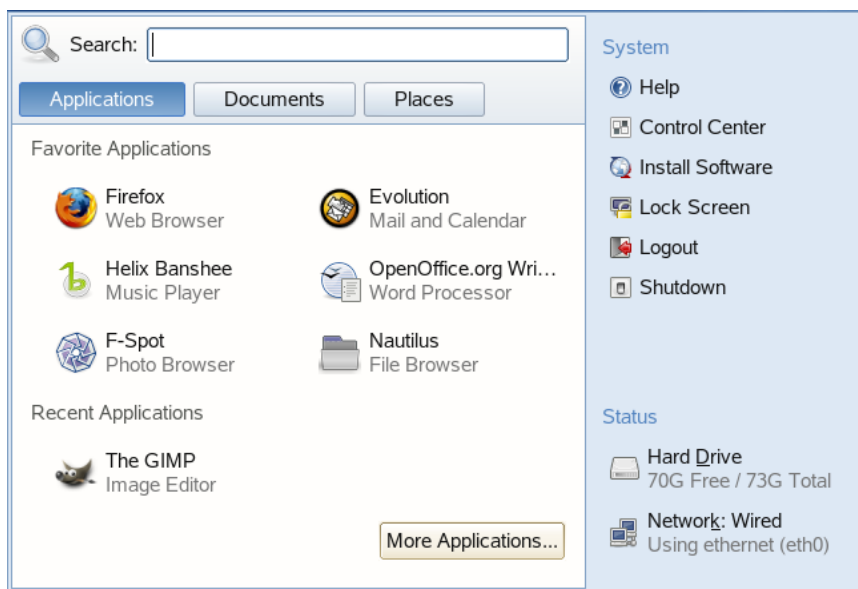 Search:
Applications
Documents
Places
Favorite Applications
Firefox
Web Browser
Evolution
Mail and Calendar
Helix Banshee
Music Player
OpenOffice.org Wri...
Word Processor
F-Spot
Photo Browser
Nautilus
File Browser
Recent Applications
The GIMP
Image Editor
More Applications...
System
Help
Control Center
Install Software
Lock Screen
Logout
Shutdown
Status
Hard Drive
70G Free / 73G Total
Network: Wired
Using ethernet (eth0)